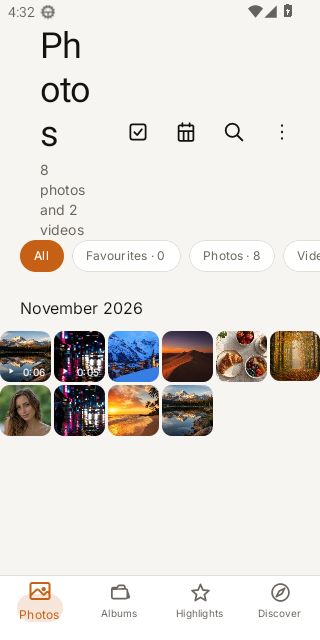 4:32
Ph
oto
s
8
photos
and 2
videos
All
Favourites · 0
Photos · 8
Vide
November 2026
0:06
0:05
Photos
Albums
Highlights
Discover